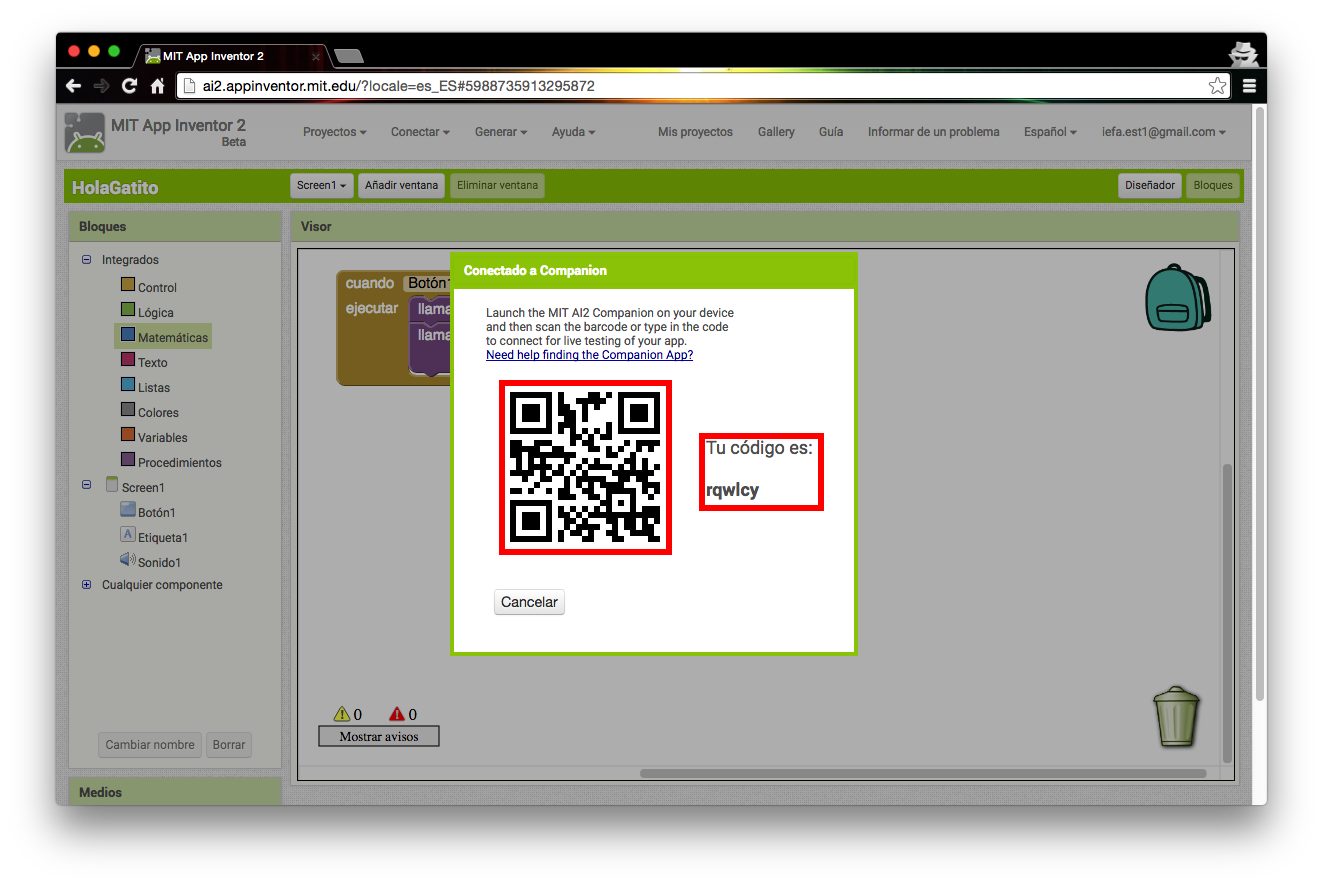 MIT App Inventor 2
ai2.appinventor.mit.edu/?locale=es_ES#5988735913295872
MIT App Inventor 2
Beta
Proyectos
Conectar
Generar
Ayuda
Mis proyectos
Gallery
Guía
Informar de un problema
Español
iefa.est1@gmail.com
HolaGatito
Screen1
Añadir ventana
Eliminar ventana
Diseñador
Bloques
Bloques
Integrados
Control
Lógica
Matemáticas
Texto
Listas
Colores
Variables
Procedimientos
Screen1
Botón1
A Etiqueta1
Sonido1
Cualquier componente
Cambiar nombre
Borrar
Medios
Visor
cuando Botón1
ejecutar llama
llama
Conectado a Companion
Launch the MIT AI2 Companion on your device
and then scan the barcode or type in the code
to connect for live testing of your app.
Need help finding the Companion App?
Tu código es:
rqwlcy
Cancelar
0
0
Mostrar avisos